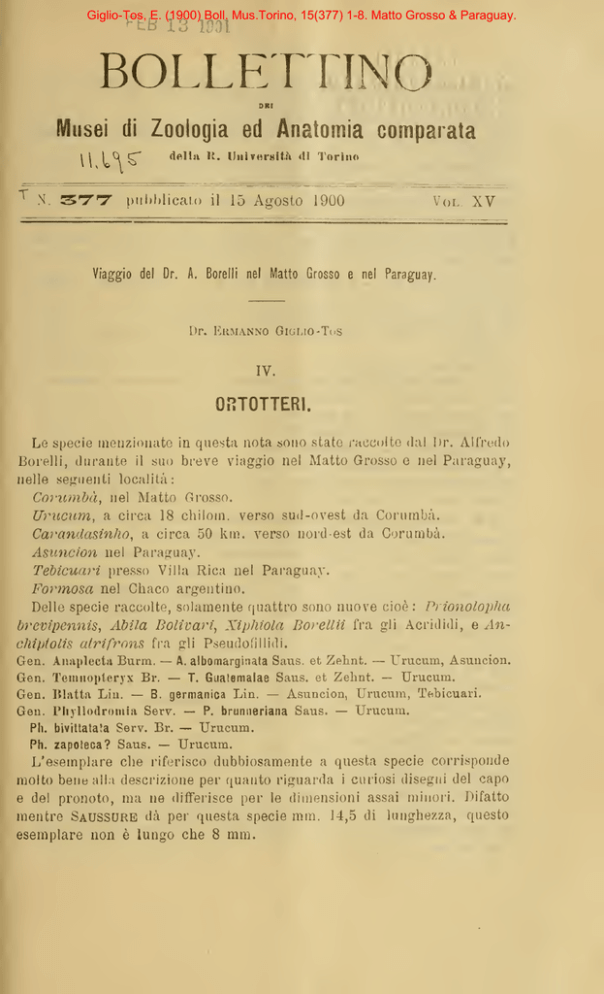 Giglio-Tos, E. (1900) Boll. Mus.Torino, 15(377) 1-8. Matto Grosso & Paraguay.
FEB 13 1901
BOLLETTINO
DEI
Musei di Zoologia ed Anatomia comparata
11,695 della R. Università di Torino
N. 377 pubblicato il 15 Agosto 1900 VOL. XV
Viaggio del Dr. A. Borelli nel Matto Grosso e nel Paraguay.
Dr. ERMANNO GIGLIO-TOS
IV.
ORTOTTERI.
Le specie menzionate in questa nota sono state raccolte dal Dr. Alfredo
Borelli, durante il suo breve viaggio nel Matto Grosso e nel Paraguay,
nelle seguenti località:
Corumbà, nel Matto Grosso.
Urucum, a circa 18 chilom. verso sud-ovest da Corumbà.
Carandasinho, a circa 50 km. verso nord-est da Corumbà.
Asuncion nel Paraguay.
Tebicuari presso Villa Rica nel Paraguay.
Formosa nel Chaco argentino.
Delle specie raccolte, solamente quattro sono nuove cioè: Prionolopha
brevipennis, Abila Bolivari, Xiphiola Borellii fra gli Acrididi, e An-
chiptolis atrifrons fra gli Pseudofillidi.
Gen. Anaplecta Burm. — A. albomarginata Saus. et Zehnt. — Urucum, Asuncion.
Gen. Temnopteryx Br. — T. Guatemalae Saus. et Zehnt. — Urucum.
Gen. Blatta Lin. — B. germanica Lin. — Asuncion, Urucum, Tebicuari.
Gen. Phyllodromia Serv. — P. brunneriana Saus. — Urucum.
Ph. bivittatata Serv. Br. — Urucum.
Ph. zapoteca? Saus. — Urucum.
L'esemplare che riferisco dubbiosamente a questa specie corrisponde
molto bene alla descrizione per quanto riguarda i curiosi disegni del capo
e del pronoto, ma ne differisce per le dimensioni assai minori. Difatto
mentre SAUSSURE dà per questa specie mm. 14,5 di lunghezza, questo
esemplare non è lungo che 8 mm.